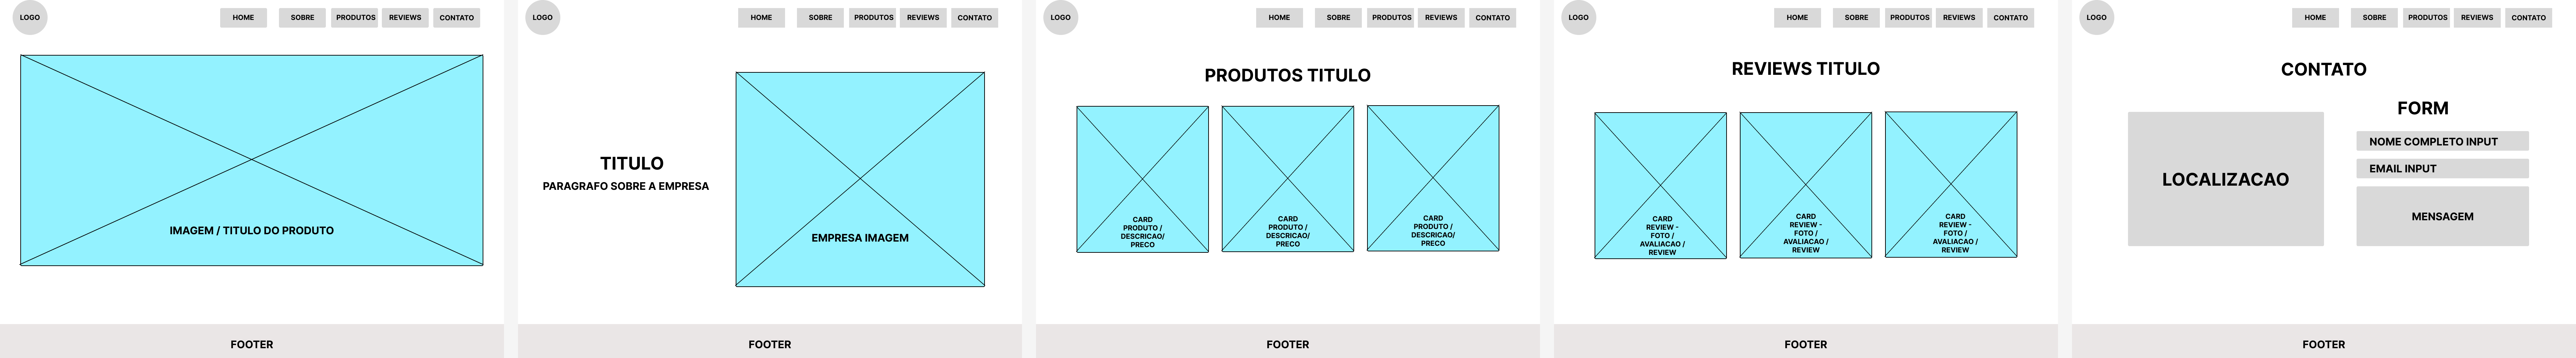 LOGO
HOME
SOBRE
PRODUTOS
REVIEWS
CONTATO
IMAGEM / TITULO DO PRODUTO
FOOTER
LOGO
HOME
SOBRE
PRODUTOS
REVIEWS
CONTATO
TITULO
PARAGRAFO SOBRE A EMPRESA
EMPRESA IMAGEM
FOOTER
LOGO
HOME
SOBRE
PRODUTOS
REVIEWS
CONTATO
PRODUTOS TITULO
CARD
PRODUTO /
DESCRICAO/
PRECO
CARD
PRODUTO /
DESCRICAO/
PRECO
CARD
PRODUTO /
DESCRICAO/
PRECO
FOOTER
LOGO
HOME
SOBRE
PRODUTOS
REVIEWS
CONTATO
REVIEWS TITULO
CARD
REVIEW -
FOTO /
AVALIACAO /
REVIEW
CARD
REVIEW -
FOTO /
AVALIACAO /
REVIEW
CARD
REVIEW -
FOTO /
AVALIACAO /
REVIEW
FOOTER
LOGO
HOME
SOBRE
PRODUTOS
REVIEWS
CONTATO
CONTATO
LOCALIZACAO
FORM
NOME COMPLETO INPUT
EMAIL INPUT
MENSAGEM
FOOTER